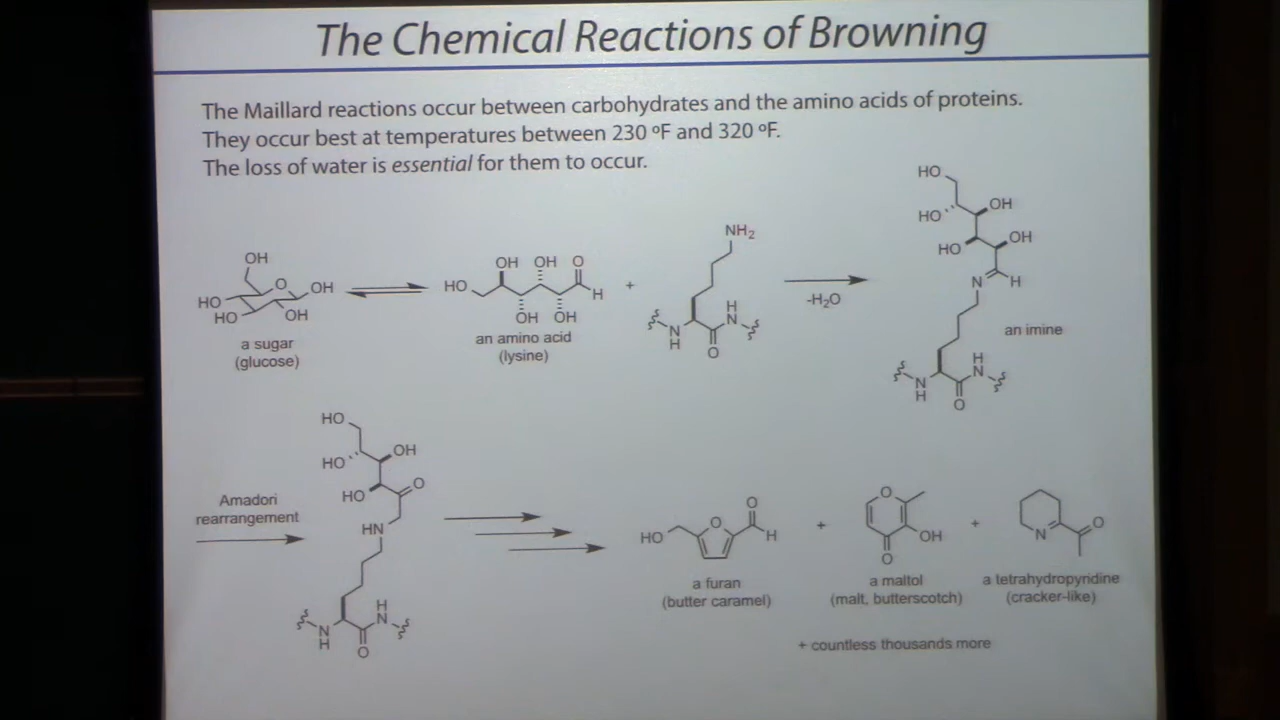 The Chemical Reactions of Browning
The Maillard reactions occur between carbohydrates and the amino acids of proteins.
They occur best at temperatures between 230 ºF and 320 ºF.
The loss of water is essential for them to occur.
OH
O
OH
HO
HO
OH
a sugar
(glucose)
OH OH O
HO
H
OH OH
an amino acid
(lysine)
+
NH2
H
N
N
H
O
-H2O
HO
HO
OH
HO
OH
N
H
an imine
H
N
N
H
O
Amadori
rearrangement
HO
HO
OH
HO
O
HN
H
N
N
H
O
O
HO
O
H
a furan
(butter caramel)
+
O
OH
O
a maltol
(malt, butterscotch)
+
N
O
a tetrahydropyridine
(cracker-like)
+ countless thousands more